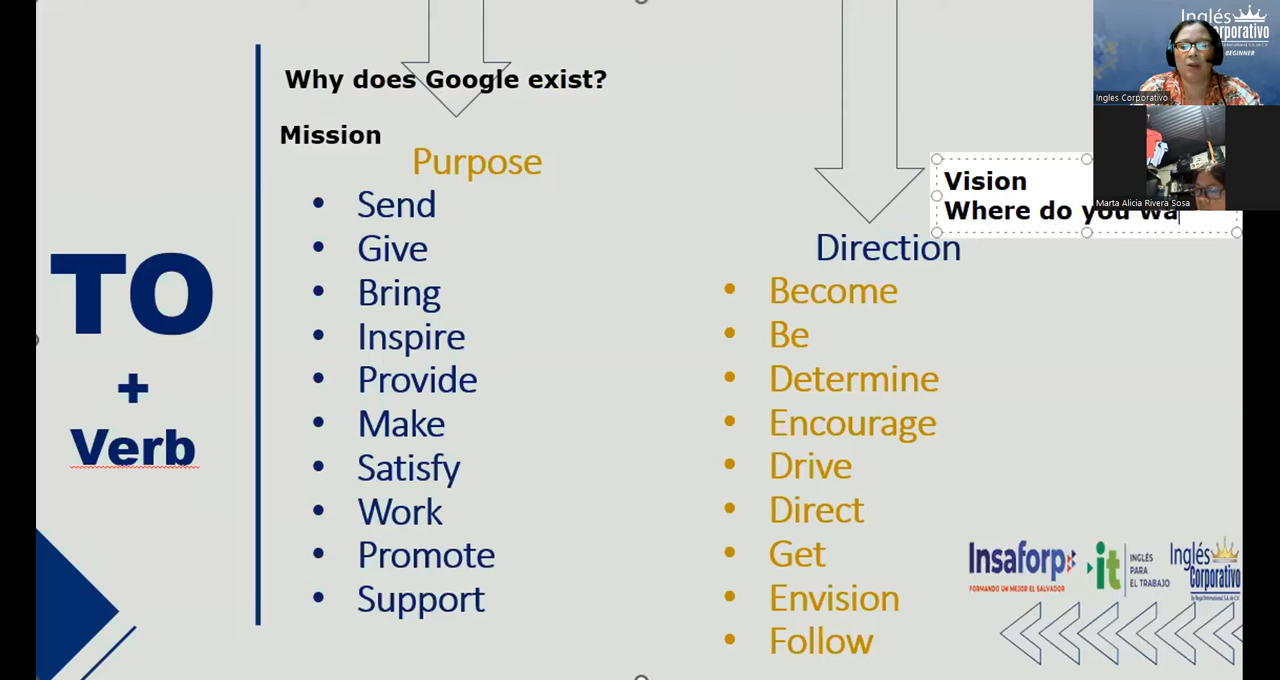 Why does Google exist?
Mission
Purpose
• Send
• Give
• Bring
• Inspire
• Provide
• Make
• Satisfy
• Work
• Promote
• Support
TO
+
Verb
Vision
Where do you wa
Direction
• Become
• Be
• Determine
• Encourage
• Drive
• Direct
• Get
• Envision
• Follow
Insaforp
FORMANDO UN MEJOR EL SALVADOR
it
INGLÉS
PARA
EL TRABAJO
Inglés
Corporativo
Inglés
Corporativo
BEGINNER
Ingles Corporativo
Marta Alicia Rivera Sosa